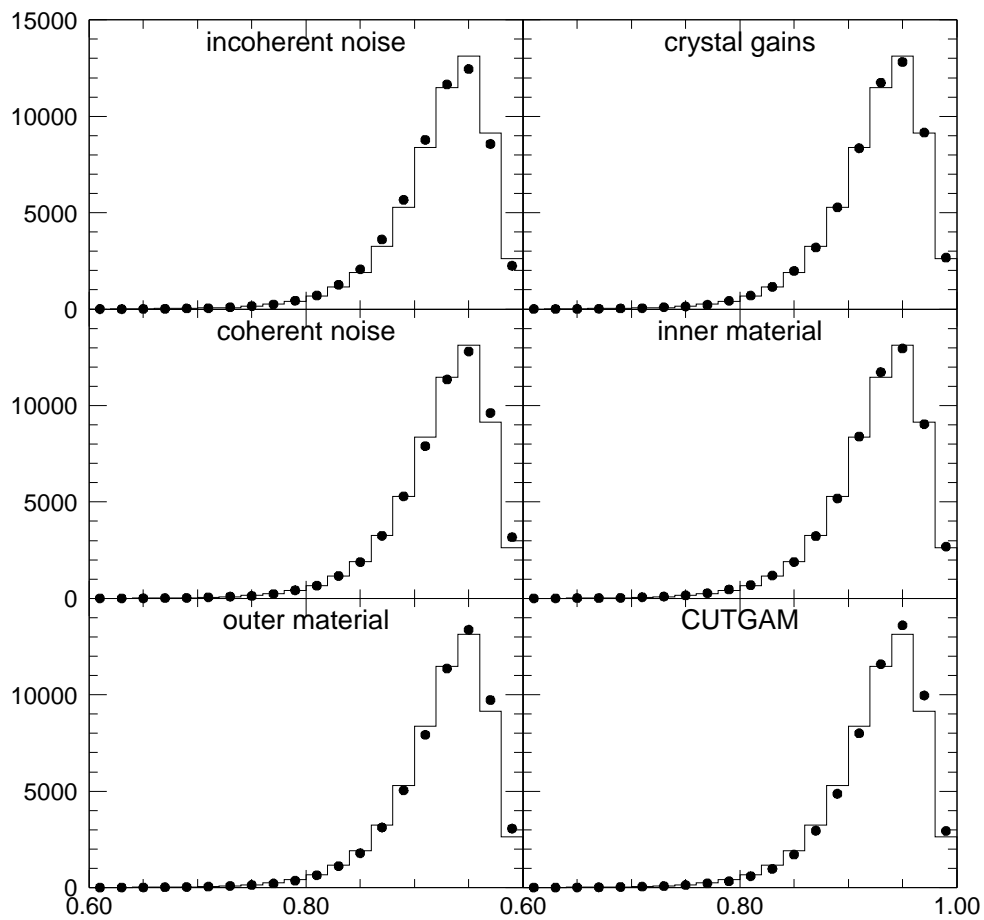 15000
incoherent noise
crystal gains
10000
5000
0
coherent noise
inner material
10000
5000
0
outer material
CUTGAM
10000
5000
0
0.60
0.80
0.60
0.80
1.00